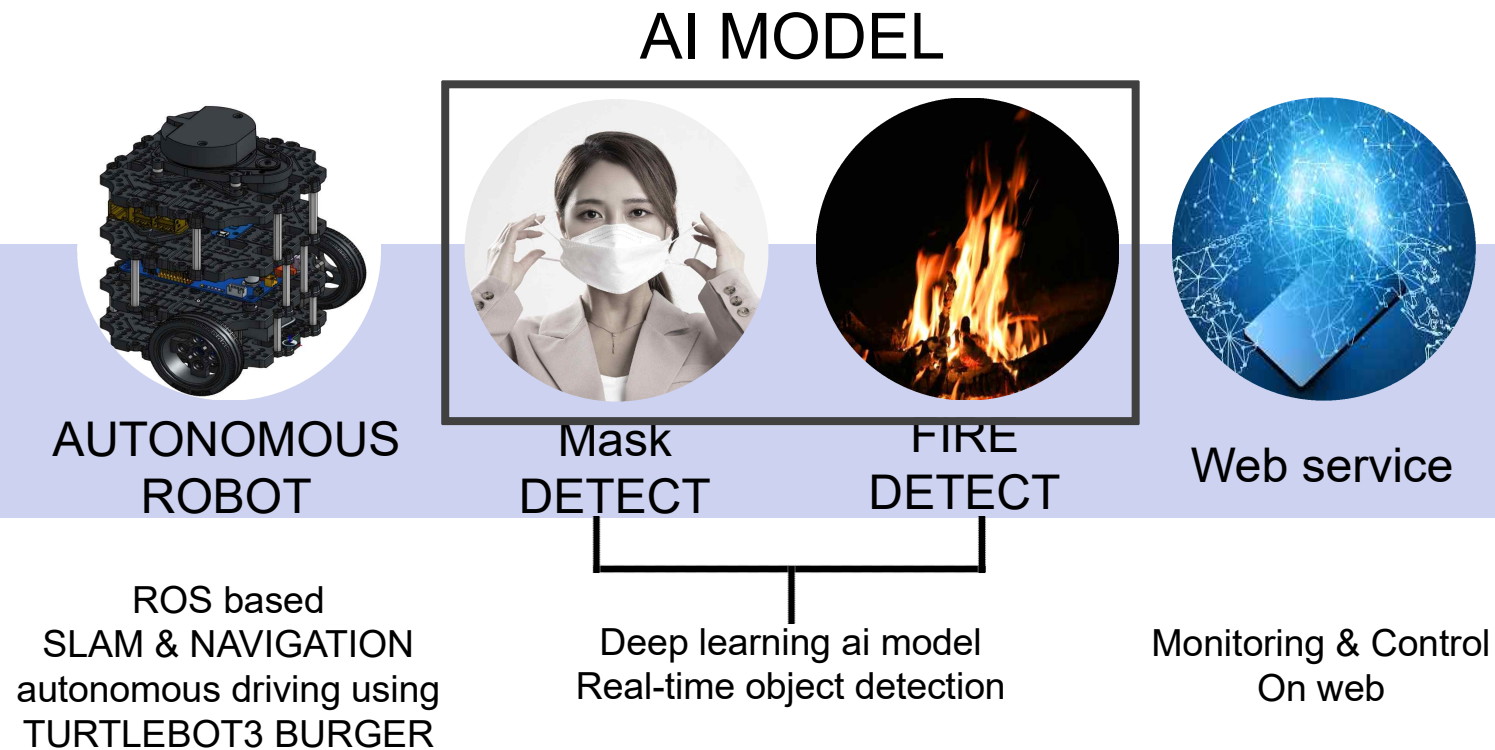 AI MODEL
AUTONOMOUS
ROBOT
Mask
DETECT
FIRE
DETECT
Web service
ROS based
SLAM & NAVIGATION
autonomous driving using
TURTLEBOT3 BURGER
Deep learning ai model
Real-time object detection
Monitoring & Control
On web